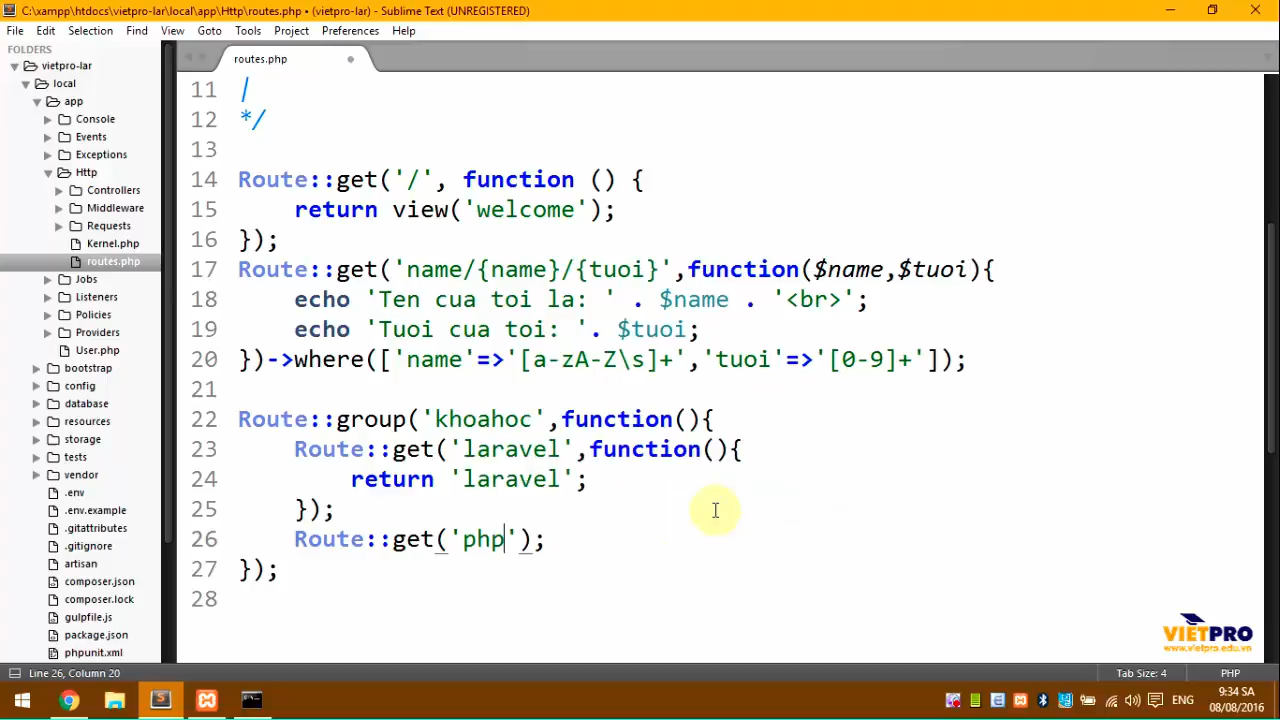 C:\xampp\htdocs\vietpro-lar\local\app\Http\routes.php • (vietpro-lar) - Sublime Text (UNREGISTERED)
File Edit Selection Find View Goto Tools Project Preferences Help
FOLDERS
vietpro-lar
local
app
Console
Events
Exceptions
Http
Controllers
Middleware
Requests
Kernel.php
routes.php
Jobs
Listeners
Policies
Providers
User.php
bootstrap
config
database
resources
storage
tests
vendor
.env
.env.example
.gitattributes
.gitignore
artisan
composer.json
composer.lock
gulpfile.js
package.json
phpunit.xml
routes.php
11 |
12 */
13
14 Route::get('/', function () {
15 return view('welcome');
16 });
17 Route::get('name/{name}/{tuoi}',function($name,$tuoi){
18 echo 'Ten cua toi la: ' . $name . '<br>';
19 echo 'Tuoi cua toi: '. $tuoi;
20 })->where(['name'=>'[a-zA-Z\s]+','tuoi'=>'[0-9]+']);
21
22 Route::group('khoahoc',function(){
23 Route::get('laravel',function(){
24 return 'laravel';
25 });
26 Route::get('php');
27 });
28
VIETPRO
www.vietpro.edu.vn
Line 26, Column 20 Tab Size: 4 PHP
ENG
9:34 SA
08/08/2016